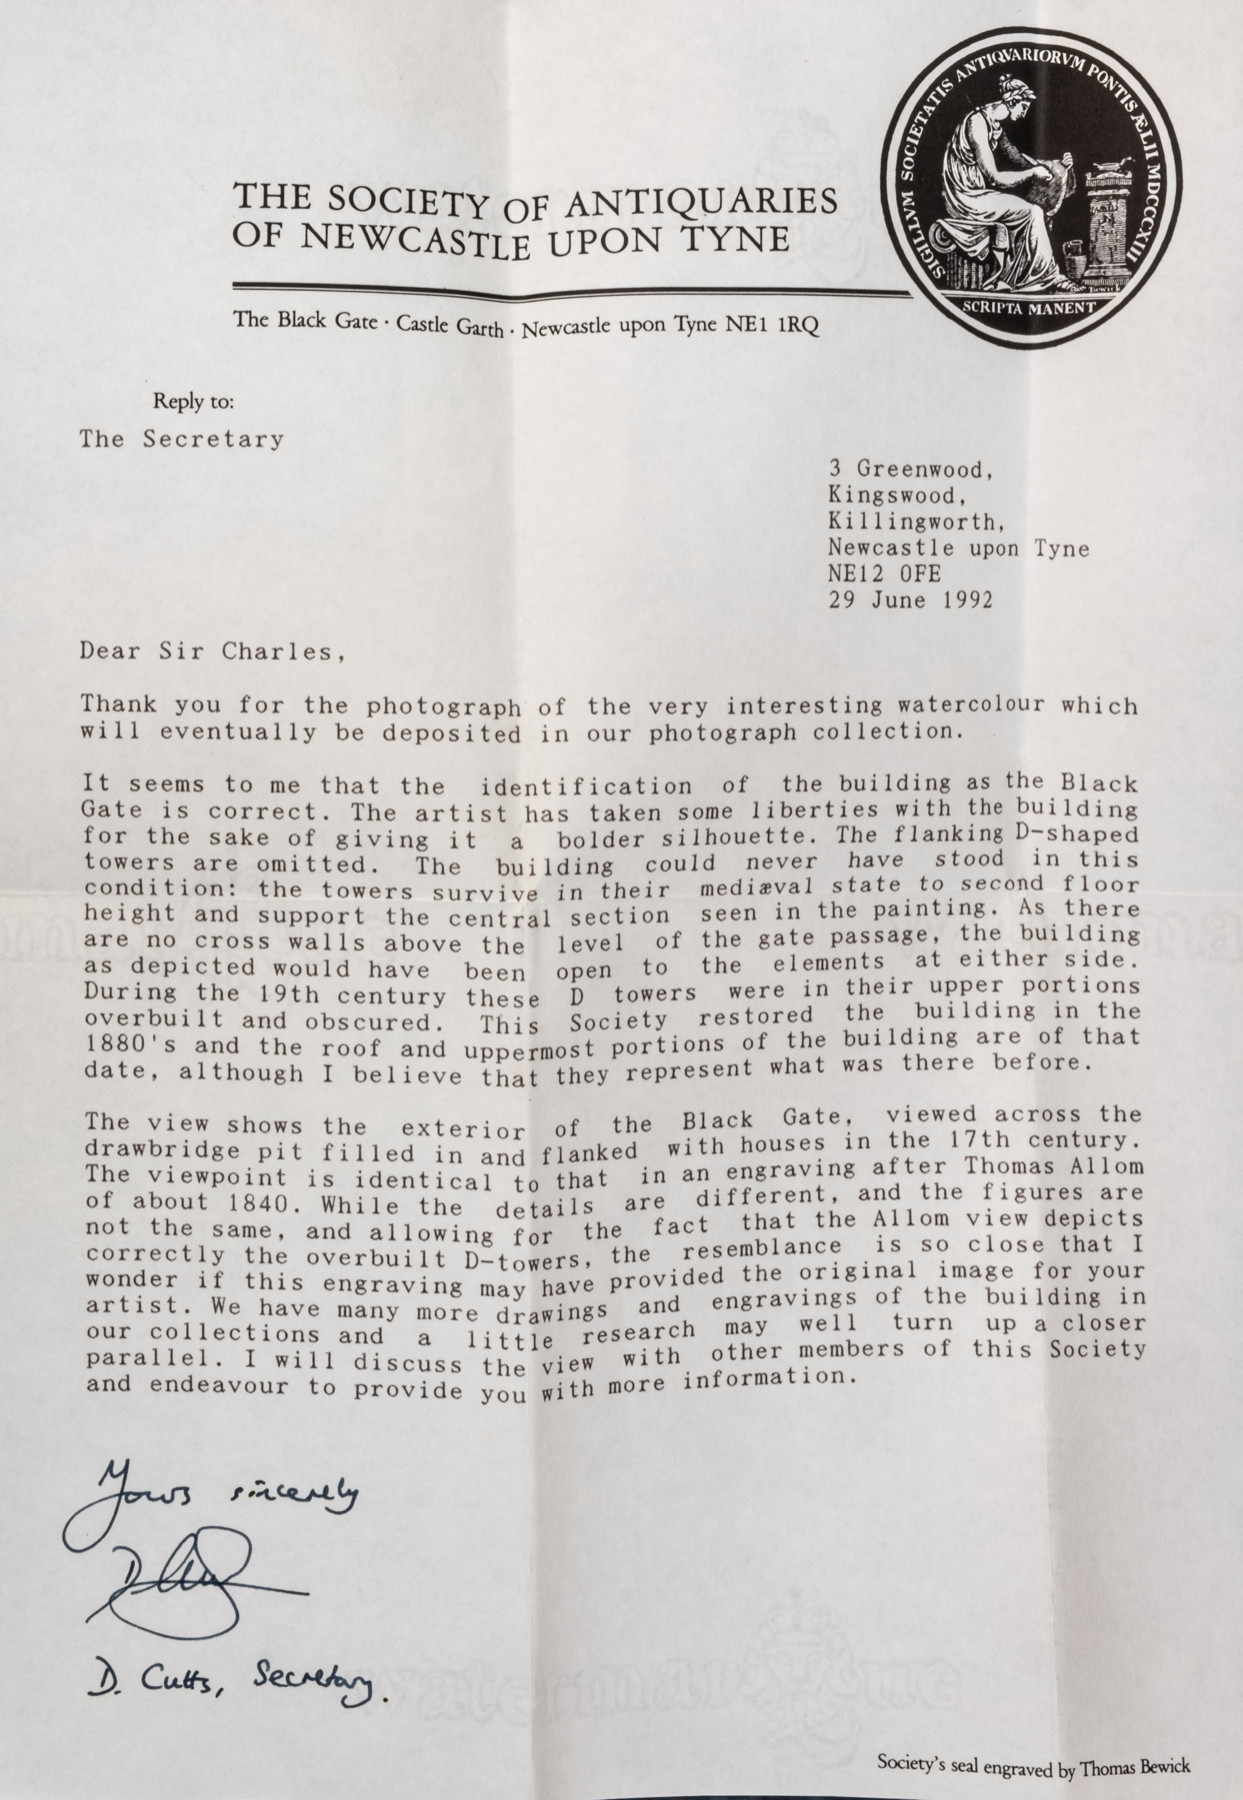 SIGILLVM SOCIETATIS ANTIQVARIORVM PONTIS ÆLII MDCCCXIII
SCRIPTA MANENT
THE SOCIETY OF ANTIQUARIES
OF NEWCASTLE UPON TYNE
The Black Gate · Castle Garth · Newcastle upon Tyne NE1 1RQ
Reply to:
The Secretary
3 Greenwood,
Kingswood,
Killingworth,
Newcastle upon Tyne
NE12 0FE
29 June 1992
Dear Sir Charles,
Thank you for the photograph of the very interesting watercolour which
will eventually be deposited in our photograph collection.
It seems to me that the identification of the building as the Black
Gate is correct. The artist has taken some liberties with the building
for the sake of giving it a bolder silhouette. The flanking D-shaped
towers are omitted. The building could never have stood in this
condition: the towers survive in their mediæval state to second floor
height and support the central section seen in the painting. As there
are no cross walls above the level of the gate passage, the building
as depicted would have been open to the elements at either side.
During the 19th century these D towers were in their upper portions
overbuilt and obscured. This Society restored the building in the
1880's and the roof and uppermost portions of the building are of that
date, although I believe that they represent what was there before.
The view shows the exterior of the Black Gate, viewed across the
drawbridge pit filled in and flanked with houses in the 17th century.
The viewpoint is identical to that in an engraving after Thomas Allom
of about 1840. While the details are different, and the figures are
not the same, and allowing for the fact that the Allom view depicts
correctly the overbuilt D-towers, the resemblance is so close that I
wonder if this engraving may have provided the original image for your
artist. We have many more drawings and engravings of the building in
our collections and a little research may well turn up a closer
parallel. I will discuss the view with other members of this Society
and endeavour to provide you with more information.
Yours sincerely
D. Cutts, Secretary.
Society's seal engraved by Thomas Bewick